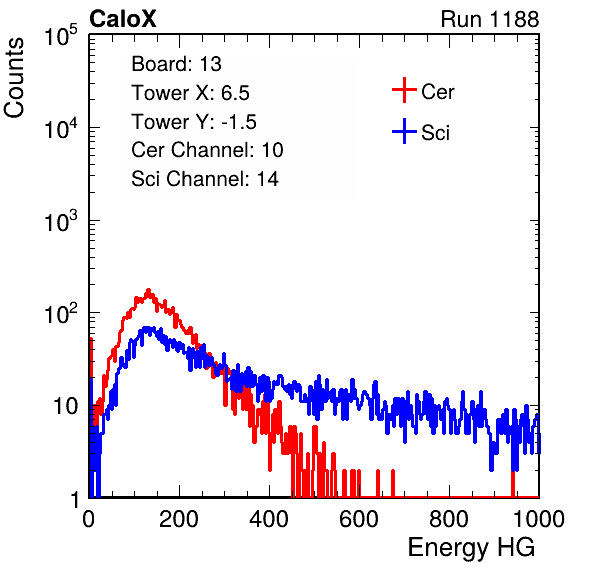 CaloX Run 1188
Counts
10^5
10^4
10^3
10^2
10
1
Board: 13
Tower X: 6.5
Tower Y: -1.5
Cer Channel: 10
Sci Channel: 14
Cer
Sci
0 200 400 600 800 1000
Energy HG